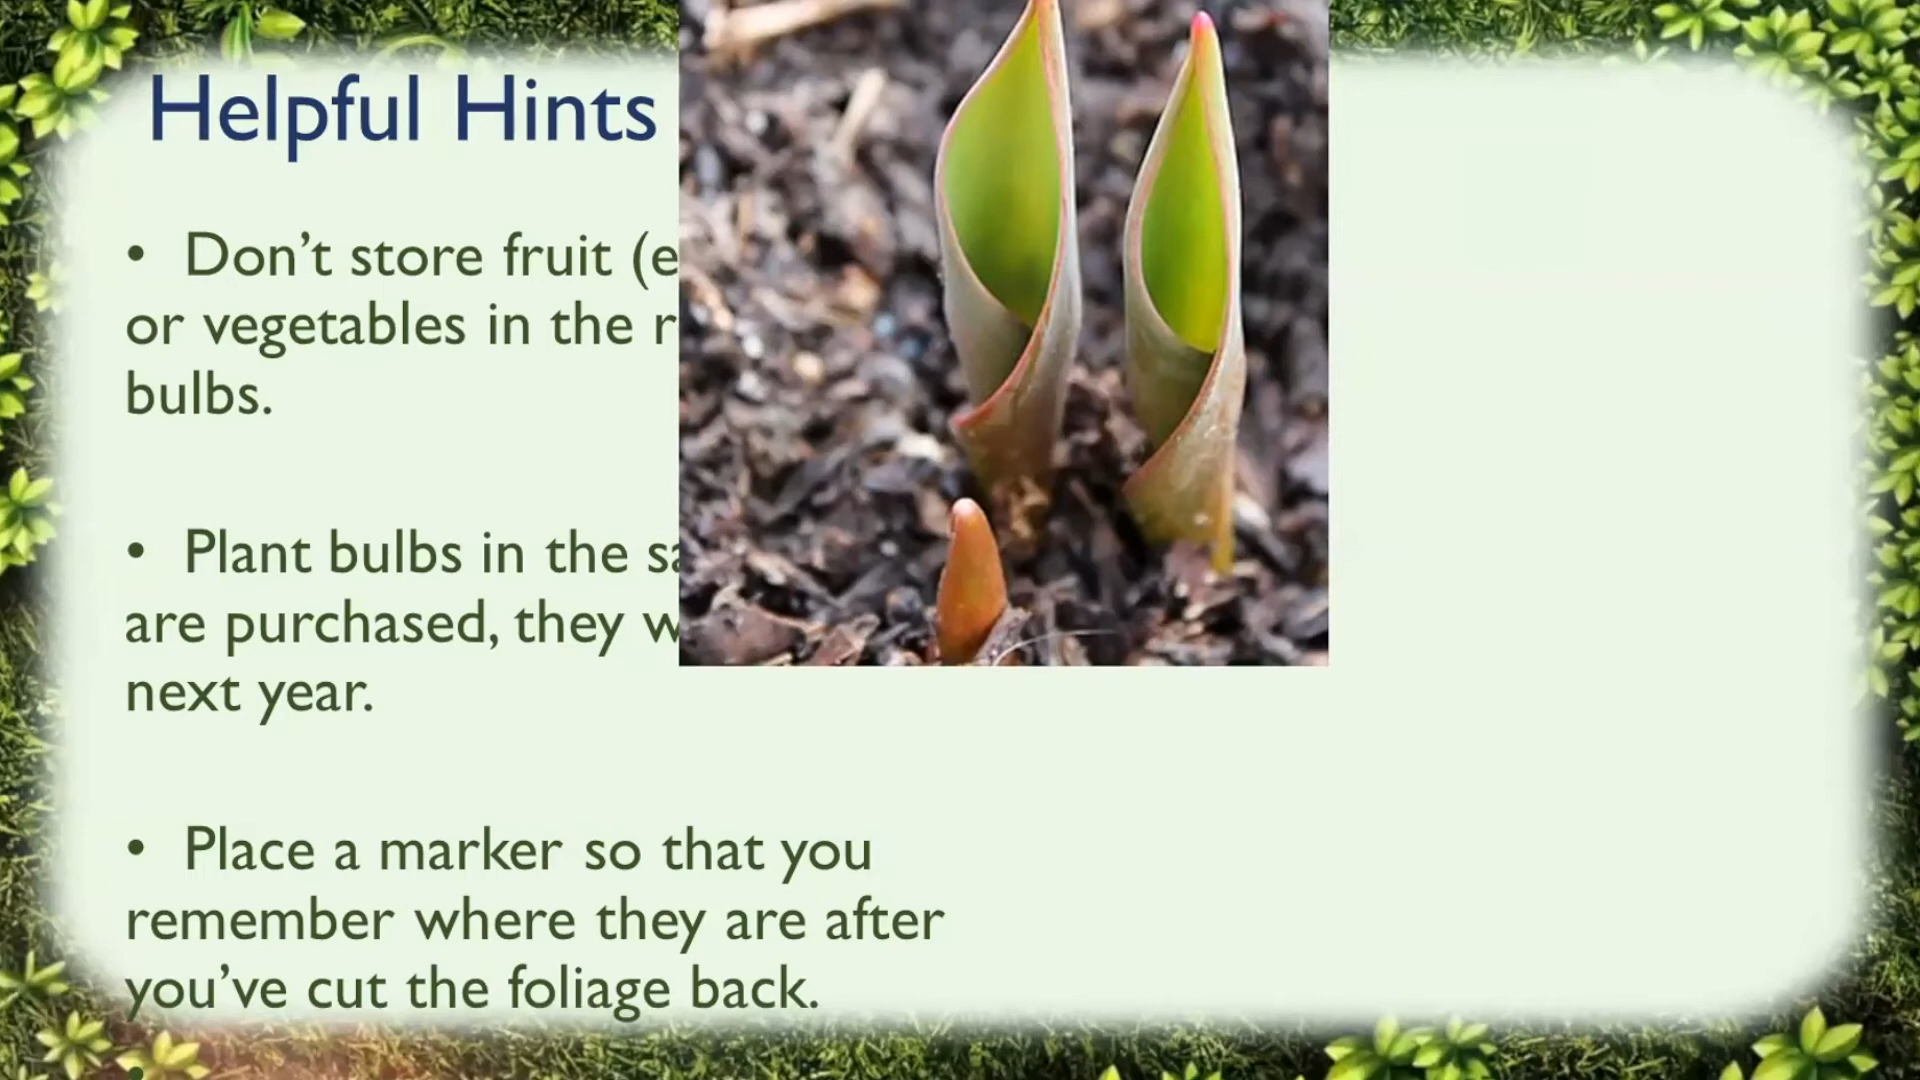 Helpful Hints
• Don’t store fruit (e
or vegetables in the
bulbs.
• Plant bulbs in the
are purchased, they
next year.
• Place a marker so that you
remember where they are after
you’ve cut the foliage back.